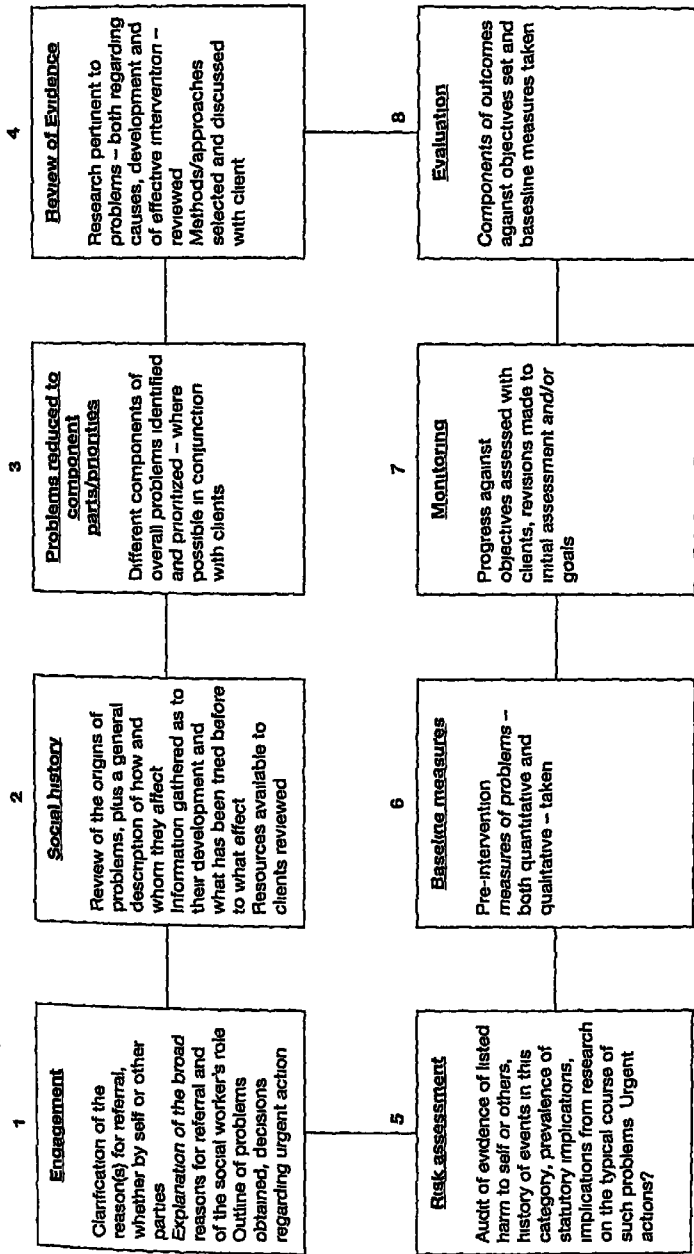 1
Engagement
Clarification of the
reason(s) for referral,
whether by self or other
parties
Explanation of the broad
reasons for referral and
of the social worker's role
Outline of problems
obtained, decisions
regarding urgent action
2
Social history
Review of the origins of
problems, plus a general
description of how and
whom they affect
Information gathered as to
their development and
what has been tried before
to what effect
Resources available to
clients reviewed
3
Problems reduced to
component
parts/priorities
Different components of
overall problems identified
and prioritized – where
possible in conjunction
with clients
4
Review of Evidence
Research pertinent to
problems – both regarding
causes, development and
of effective intervention –
reviewed
Methods/approaches
selected and discussed
with client
5
Risk assessment
Audit of evidence of listed
harm to self or others,
history of events in this
category, prevalence of
statutory implications,
implications from research
on the typical course of
such problems Urgent
actions?
6
Baseline measures
Pre-intervention
measures of problems –
both quantitative and
qualitative – taken
7
Monitoring
Progress against
objectives assessed with
clients, revisions made to
initial assessment and/or
goals
8
Evaluation
Components of outcomes
against objectives set and
basesline measures taken